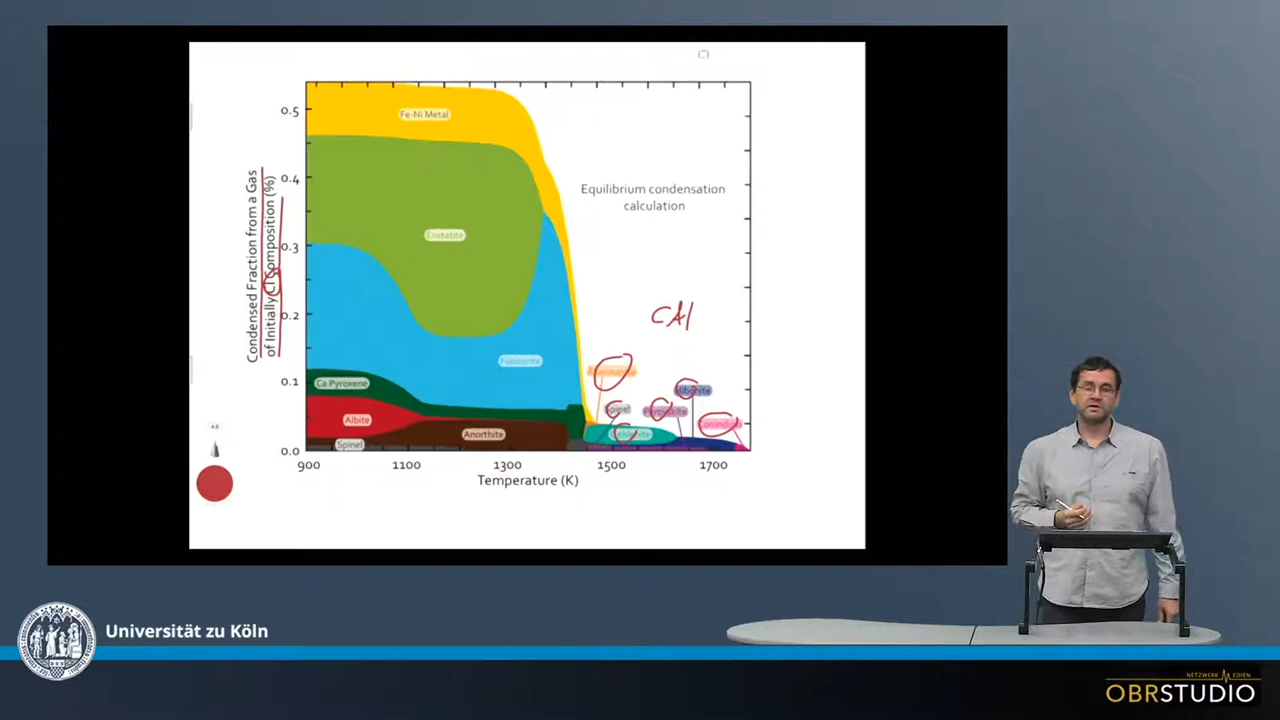 0.5
Fe-Ni Metal
Condensed Fraction from a Gas
of Initially CI Composition (%)
0.4
Equilibrium condensation
calculation
Enstatite
0.3
0.2
CAI
Forsterite
0.1
Ca Pyroxene
Hibonite
Spinel
Perovskite
Albite
Corundum
Anorthite
Spinel
0.0
900
1100
1300
1500
1700
Temperature (K)
Universität zu Köln
NETZWERK MEDIEN
OBRSTUDIO